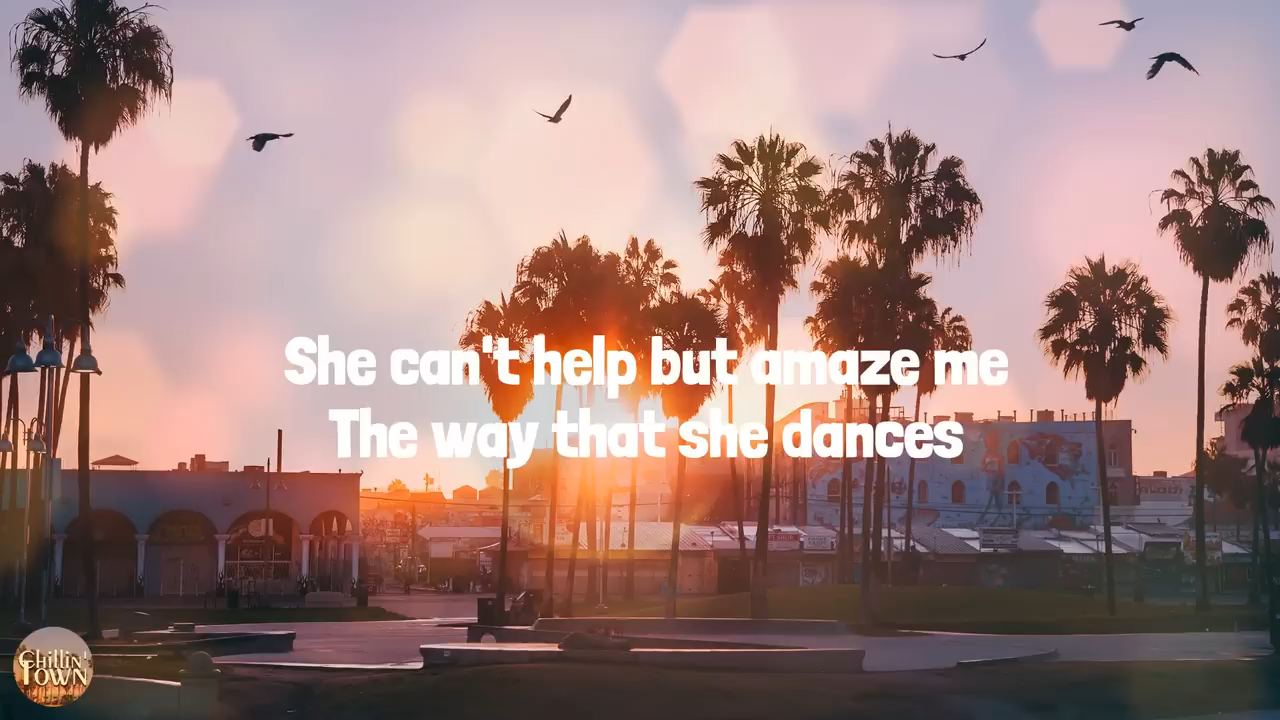 She can't help but amaze me
The way that she dances
Chillin'
Town